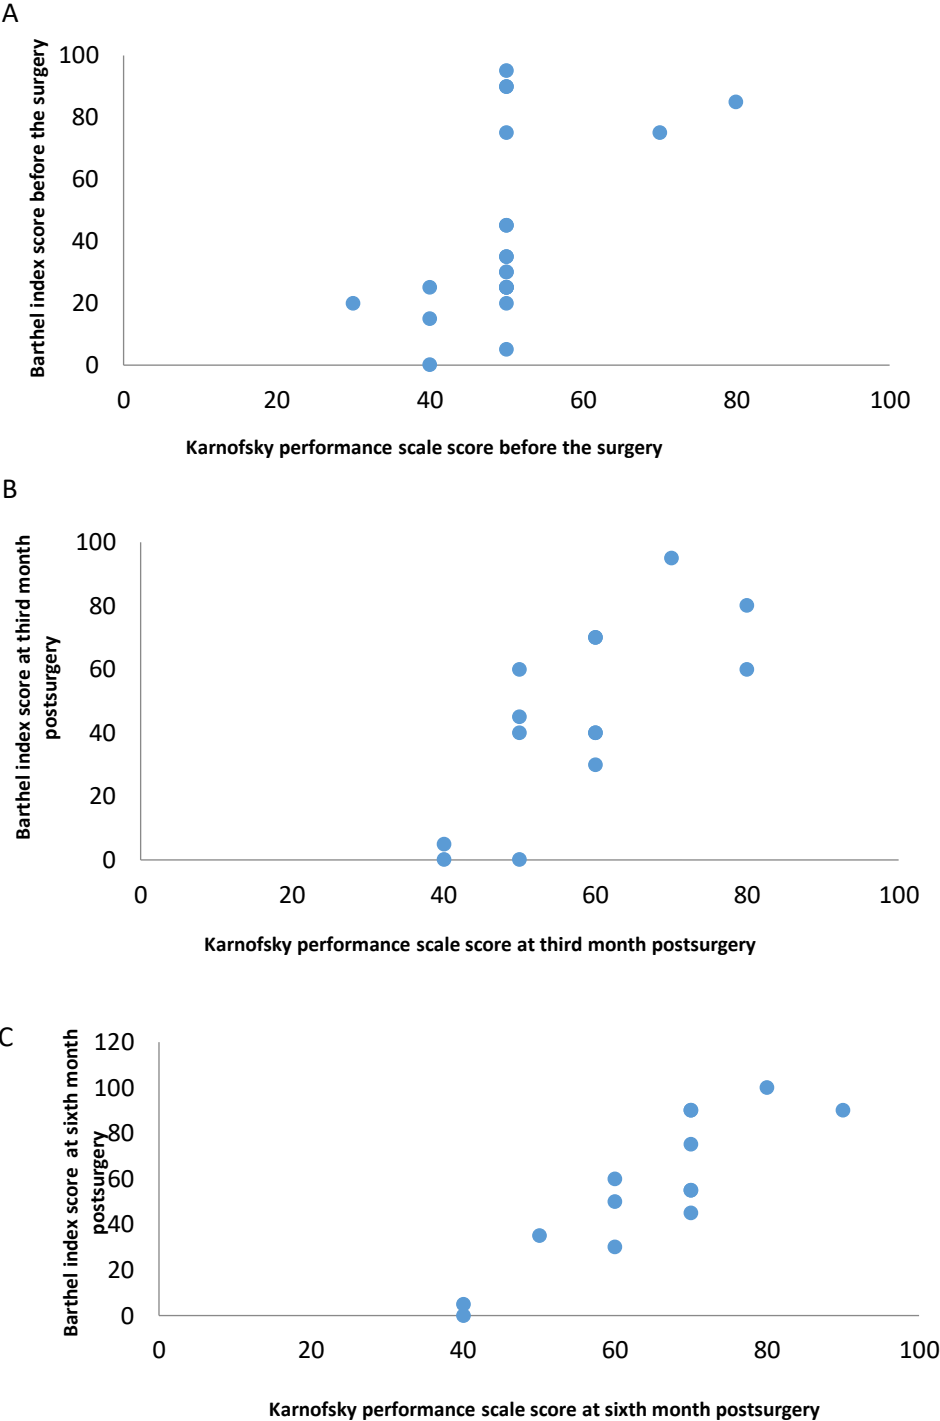 A
Barthel index score before the surgery
100
80
60
40
20
0
0 20 40 60 80 100
Karnofsky performance scale score before the surgery
B
Barthel index score at third month
postsurgery
100
80
60
40
20
0
0 20 40 60 80 100
Karnofsky performance scale score at third month postsurgery
C
Barthel index score at sixth month
postsurgery
120
100
80
60
40
20
0
0 20 40 60 80 100
Karnofsky performance scale score at sixth month postsurgery